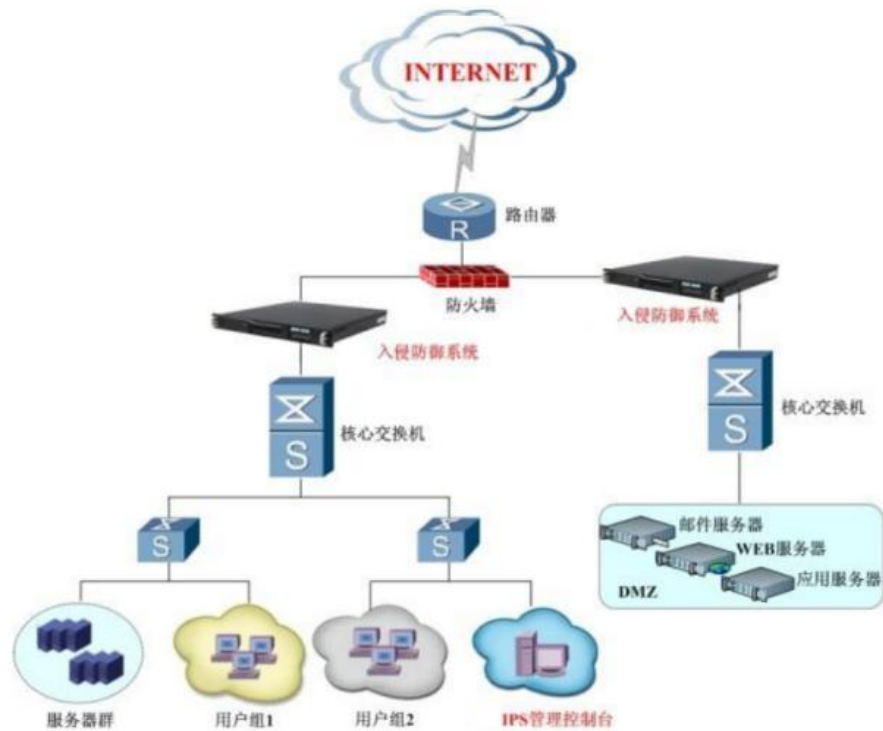 INTERNET
路由器
R
防火墙
入侵防御系统
入侵防御系统
核心交换机
S
核心交换机
S
S
S
邮件服务器
WEB服务器
应用服务器
DMZ
服务器群
用户组1
用户组2
IPS管理控制台